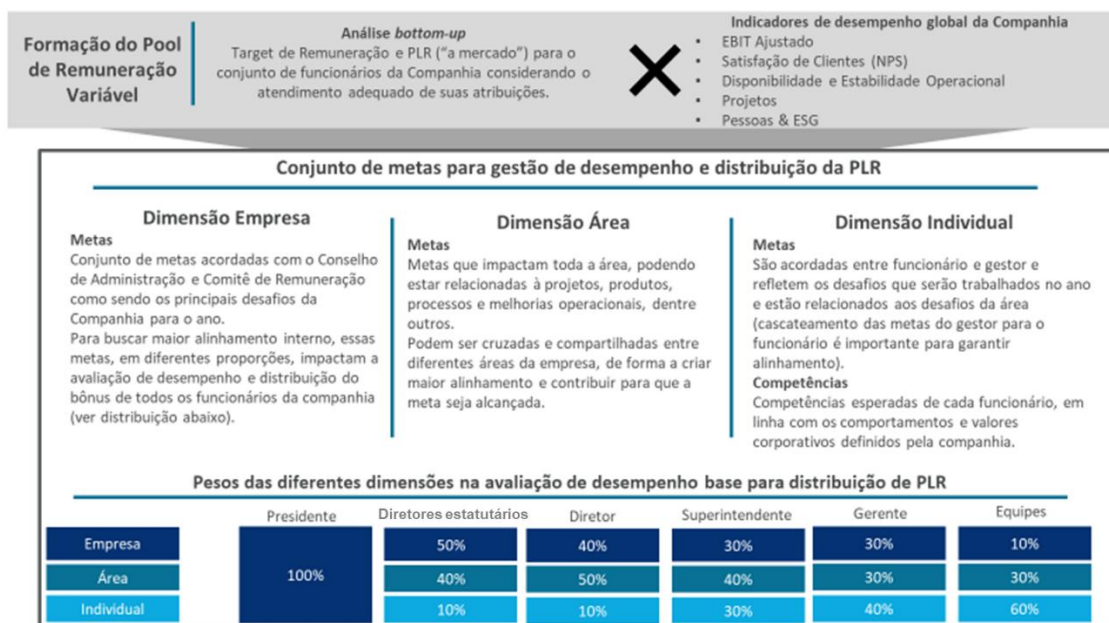 Formação do Pool
de Remuneração
Variável
Análise bottom-up
Target de Remuneração e PLR (“a mercado”) para o
conjunto de funcionários da Companhia considerando o
atendimento adequado de suas atribuições.
Indicadores de desempenho global da Companhia
▪ EBIT Ajustado
▪ Satisfação de Clientes (NPS)
▪ Disponibilidade e Estabilidade Operacional
▪ Projetos
▪ Pessoas & ESG
Conjunto de metas para gestão de desempenho e distribuição da PLR
Dimensão Empresa
Metas
Conjunto de metas acordadas com o Conselho
de Administração e Comitê de Remuneração
como sendo os principais desafios da
Companhia para o ano.
Para buscar maior alinhamento interno, essas
metas, em diferentes proporções, impactam a
avaliação de desempenho e distribuição do
bônus de todos os funcionários da companhia
(ver distribuição abaixo).
Dimensão Área
Metas
Metas que impactam toda a área, podendo
estar relacionadas à projetos, produtos,
processos e melhorias operacionais, dentre
outros.
Podem ser cruzadas e compartilhadas entre
diferentes áreas da empresa, de forma a criar
maior alinhamento e contribuir para que a
meta seja alcançada.
Dimensão Individual
Metas
São acordadas entre funcionário e gestor e
refletem os desafios que serão trabalhados no ano
e estão relacionados aos desafios da área
(cascateamento das metas do gestor para o
funcionário é importante para garantir
alinhamento).
Competências
Competências esperadas de cada funcionário, em
linha com os comportamentos e valores
corporativos definidos pela companhia.
Pesos das diferentes dimensões na avaliação de desempenho base para distribuição de PLR
Presidente Diretores estatutários Diretor Superintendente Gerente Equipes
Empresa 50% 40% 30% 30% 10%
Área 100% 40% 50% 40% 30% 30%
Individual 10% 10% 30% 40% 60%